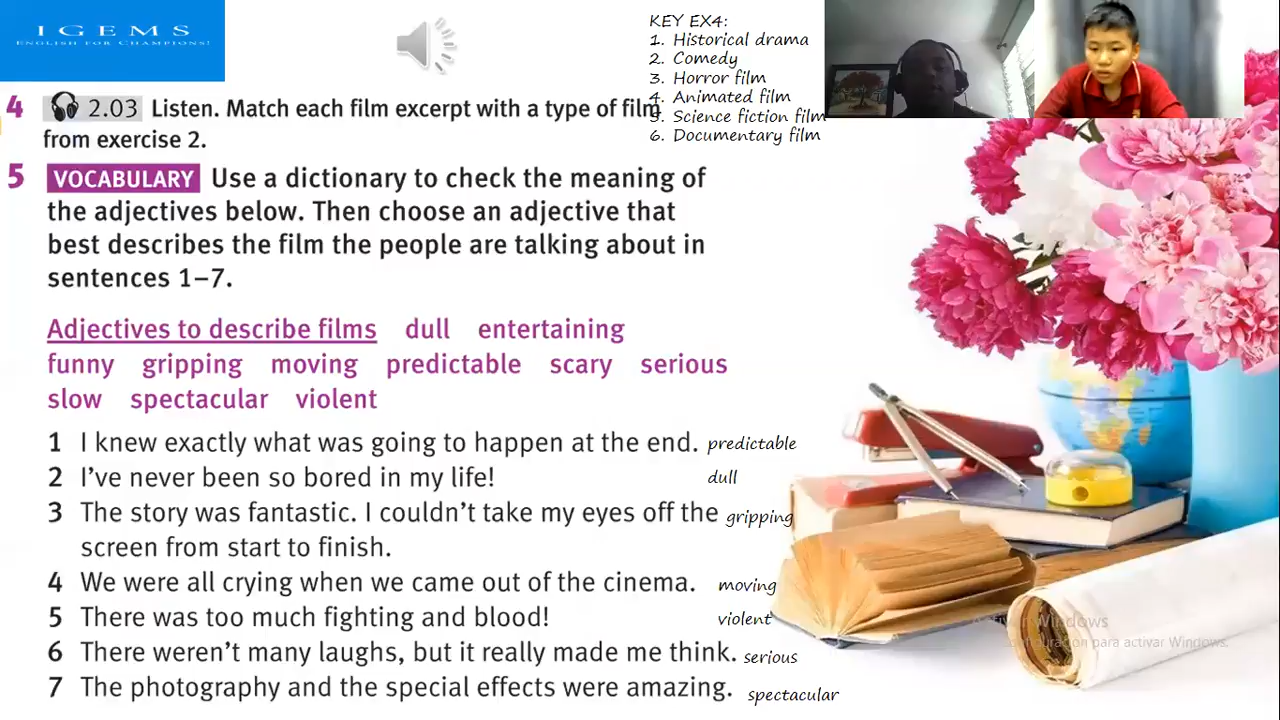 IGEMS
ENGLISH FOR CHAMPIONS!
KEY EX4:
1. Historical drama
2. Comedy
3. Horror film
4. Animated film
5. Science fiction film
6. Documentary film
4 2.03 Listen. Match each film excerpt with a type of film
from exercise 2.
5 VOCABULARY Use a dictionary to check the meaning of
the adjectives below. Then choose an adjective that
best describes the film the people are talking about in
sentences 1–7.
Adjectives to describe films dull entertaining
funny gripping moving predictable scary serious
slow spectacular violent
1 I knew exactly what was going to happen at the end. predictable
2 I've never been so bored in my life! dull
3 The story was fantastic. I couldn't take my eyes off the gripping
screen from start to finish.
4 We were all crying when we came out of the cinema. moving
5 There was too much fighting and blood! violent
6 There weren't many laughs, but it really made me think. serious
7 The photography and the special effects were amazing. spectacular
Windows
para activar Windows.